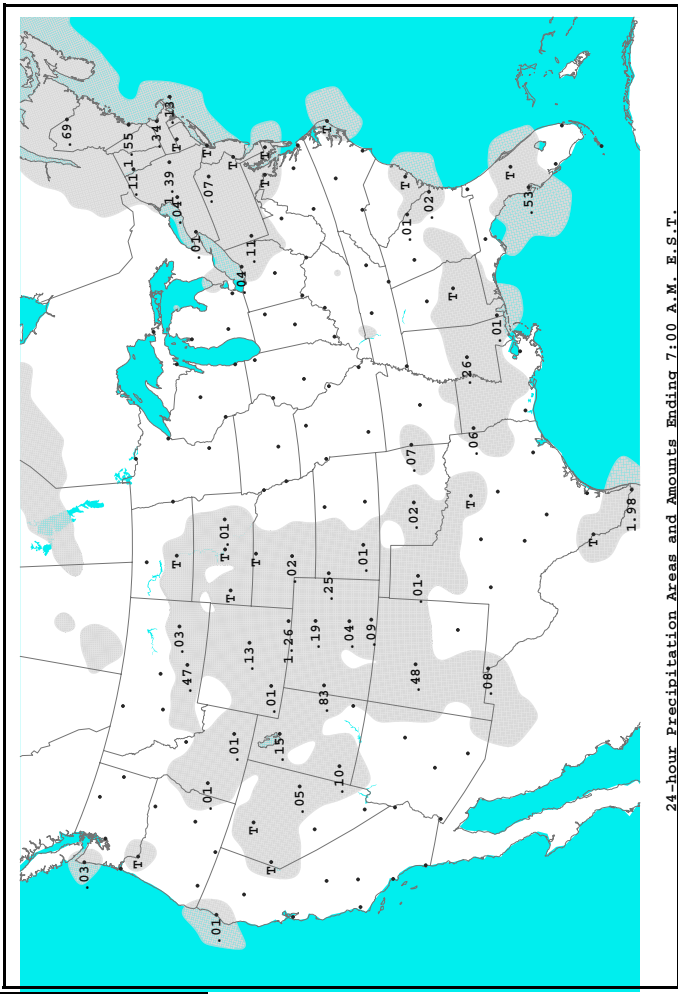 .69
.03
T .11 1.55
.34
.47 .03 T .04 1.39 T .13
.01 .01 .01 .07 T
.01 T T .01 T
T .13 T .04 .11
T .01 T T
.15 1.26 .02
.05 .83 .19 .25 T
.10 .04 .01
.09
.48 .01 .02 .07 .01 T
.02
T
T .06 .26
.08 .01
T
.53
T
1.98
24-hour Precipitation Areas and Amounts Ending 7:00 A.M. E.S.T.